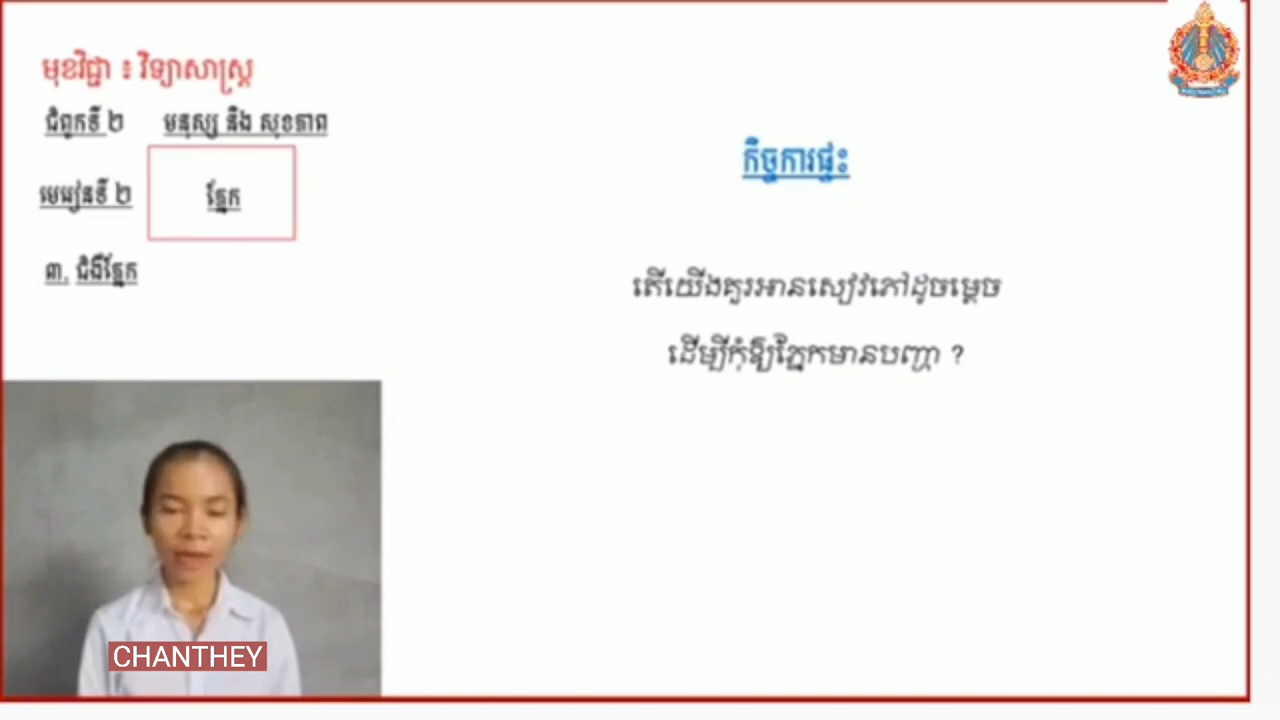 មុខវិជ្ជា ៖ វិទ្យាសាស្ត្រ
ជំពូកទី ២ មនុស្ស និង សុខភាព
មេរៀនទី ២ ភ្នែក
៣. ជំងឺភ្នែក
កិច្ចការផ្ទះ
តើយើងគួរអានសៀវភៅដូចម្ដេច
ដើម្បីកុំឱ្យភ្នែកមានបញ្ហា ?
CHANTHEY